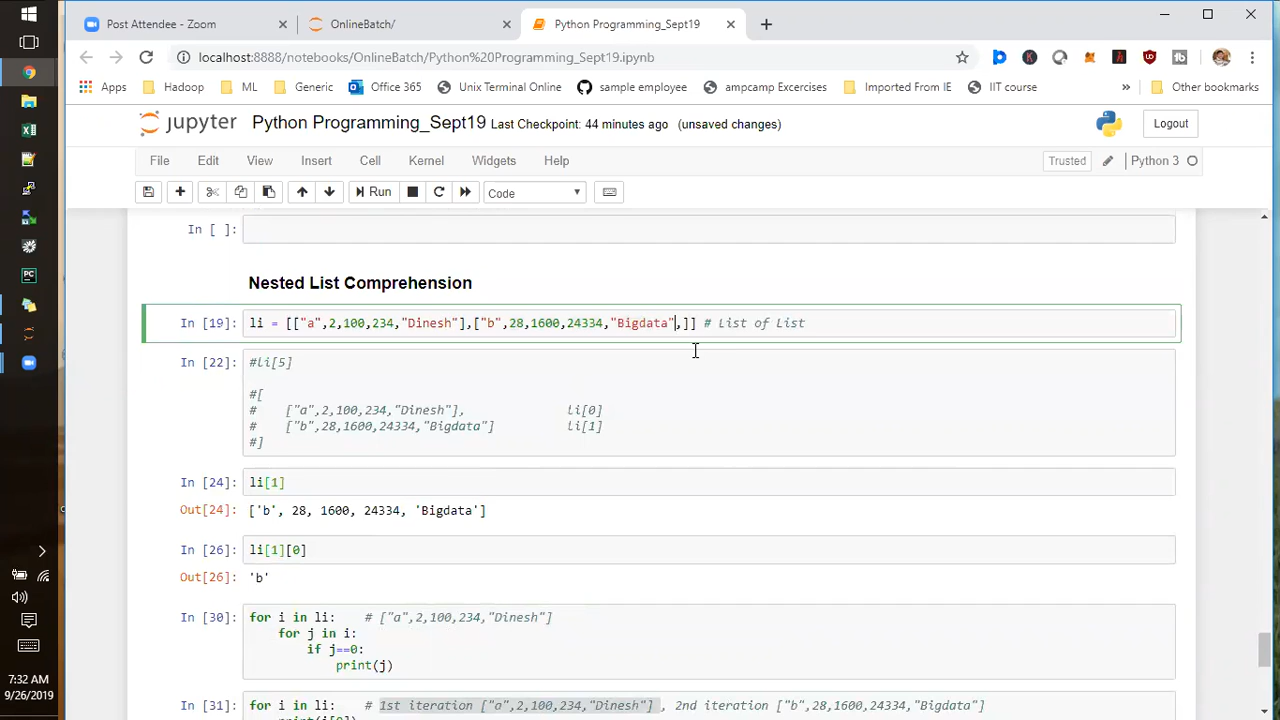 Post Attendee - Zoom
OnlineBatch/
Python Programming_Sept19
localhost:8888/notebooks/OnlineBatch/Python%20Programming_Sept19.ipynb
Apps Hadoop ML Generic Office 365 Unix Terminal Online sample employee ampcamp Excercises Imported From IE IIT course » Other bookmarks
jupyter Python Programming_Sept19 Last Checkpoint: 44 minutes ago (unsaved changes) Logout
File Edit View Insert Cell Kernel Widgets Help Trusted Python 3
Run Code
In [ ]:
Nested List Comprehension
In [19]: li = [["a",2,100,234,"Dinesh"],["b",28,1600,24334,"Bigdata",]] # List of List
In [22]: #li[5]
#[
# ["a",2,100,234,"Dinesh"], li[0]
# ["b",28,1600,24334,"Bigdata"] li[1]
#]
In [24]: li[1]
Out[24]: ['b', 28, 1600, 24334, 'Bigdata']
In [26]: li[1][0]
Out[26]: 'b'
In [30]: for i in li: # ["a",2,100,234,"Dinesh"]
for j in i:
if j==0:
print(j)
In [31]: for i in li: # 1st iteration ["a",2,100,234,"Dinesh"] , 2nd iteration ["b",28,1600,24334,"Bigdata"]
print(i[0])
7:32 AM
9/26/2019